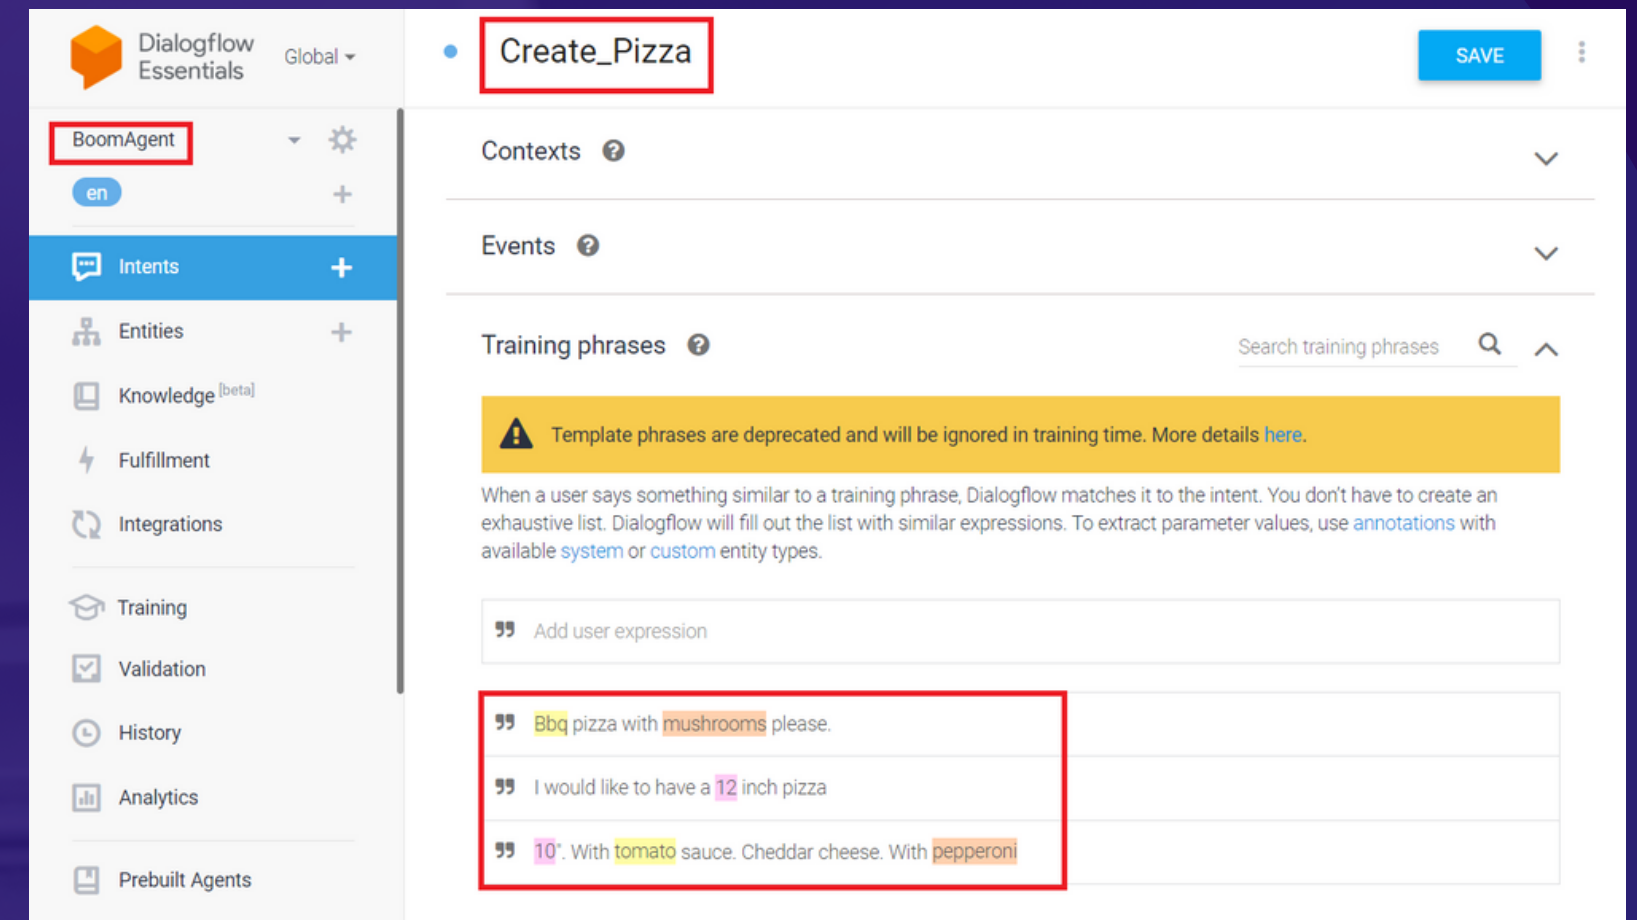 Dialogflow
Essentials
Global
BoomAgent
en
Intents
Entities
Knowledge [beta]
Fulfillment
Integrations
Training
Validation
History
Analytics
Prebuilt Agents
Create_Pizza
SAVE
Contexts
Events
Training phrases
Search training phrases
Template phrases are deprecated and will be ignored in training time. More details here.
When a user says something similar to a training phrase, Dialogflow matches it to the intent. You don't have to create an
exhaustive list. Dialogflow will fill out the list with similar expressions. To extract parameter values, use annotations with
available system or custom entity types.
Add user expression
Bbq pizza with mushrooms please.
I would like to have a 12 inch pizza
10". With tomato sauce. Cheddar cheese. With pepperoni